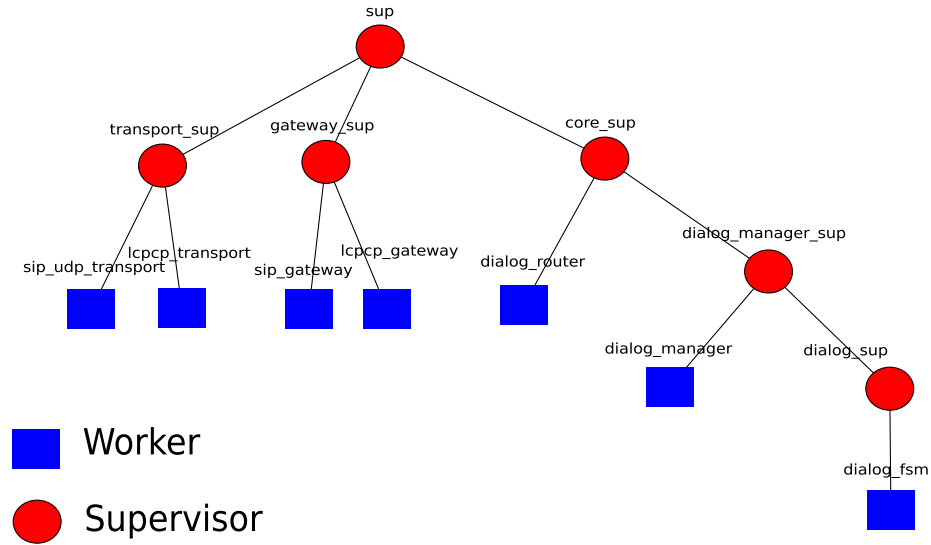 sup
transport_sup
gateway_sup
core_sup
sip_udp_transport
lcpcp_transport
sip_gateway
lcpcp_gateway
dialog_router
dialog_manager_sup
dialog_manager
dialog_sup
dialog_fsm
Worker
Supervisor